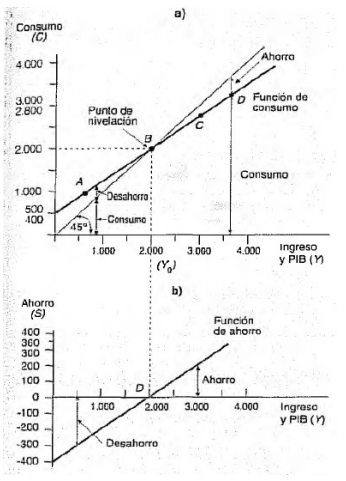 a)
Consumo
(C)
4.000
3.000
2.800
2.000
1.000
500
400
Ahorro
Función de
consumo
Punto de
nivelación
A
B
C
D
Desahorro
Consumo
Consumo
45°
1.000
2.000
3.000
4.000
(Y₀)
Ingreso
y PIB (Y)
b)
Ahorro
(S)
400
360
300
200
100
0
-100
-200
-300
-400
Función
de ahorro
D
Ahorro
Desahorro
1.000
2.000
3.000
4.000
Ingreso
y PIB (Y)